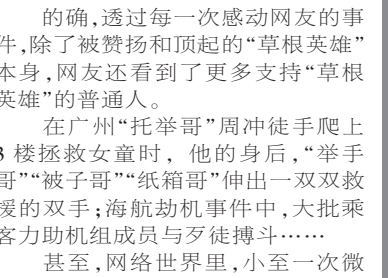 的确,透过每一次感动网友的事
件,除了被赞扬和顶起的“草根英雄”
本身,网友还看到了更多支持“草根
英雄”的普通人。
在广州“托举哥”周冲徒手爬上
3 楼拯救女童时, 他的身后,“举手
哥”“被子哥”“纸箱哥”伸出一双双救
援的双手;海航劫机事件中,大批乘
客力助机组成员与歹徒搏斗……
甚至,网络世界里,小至一次微